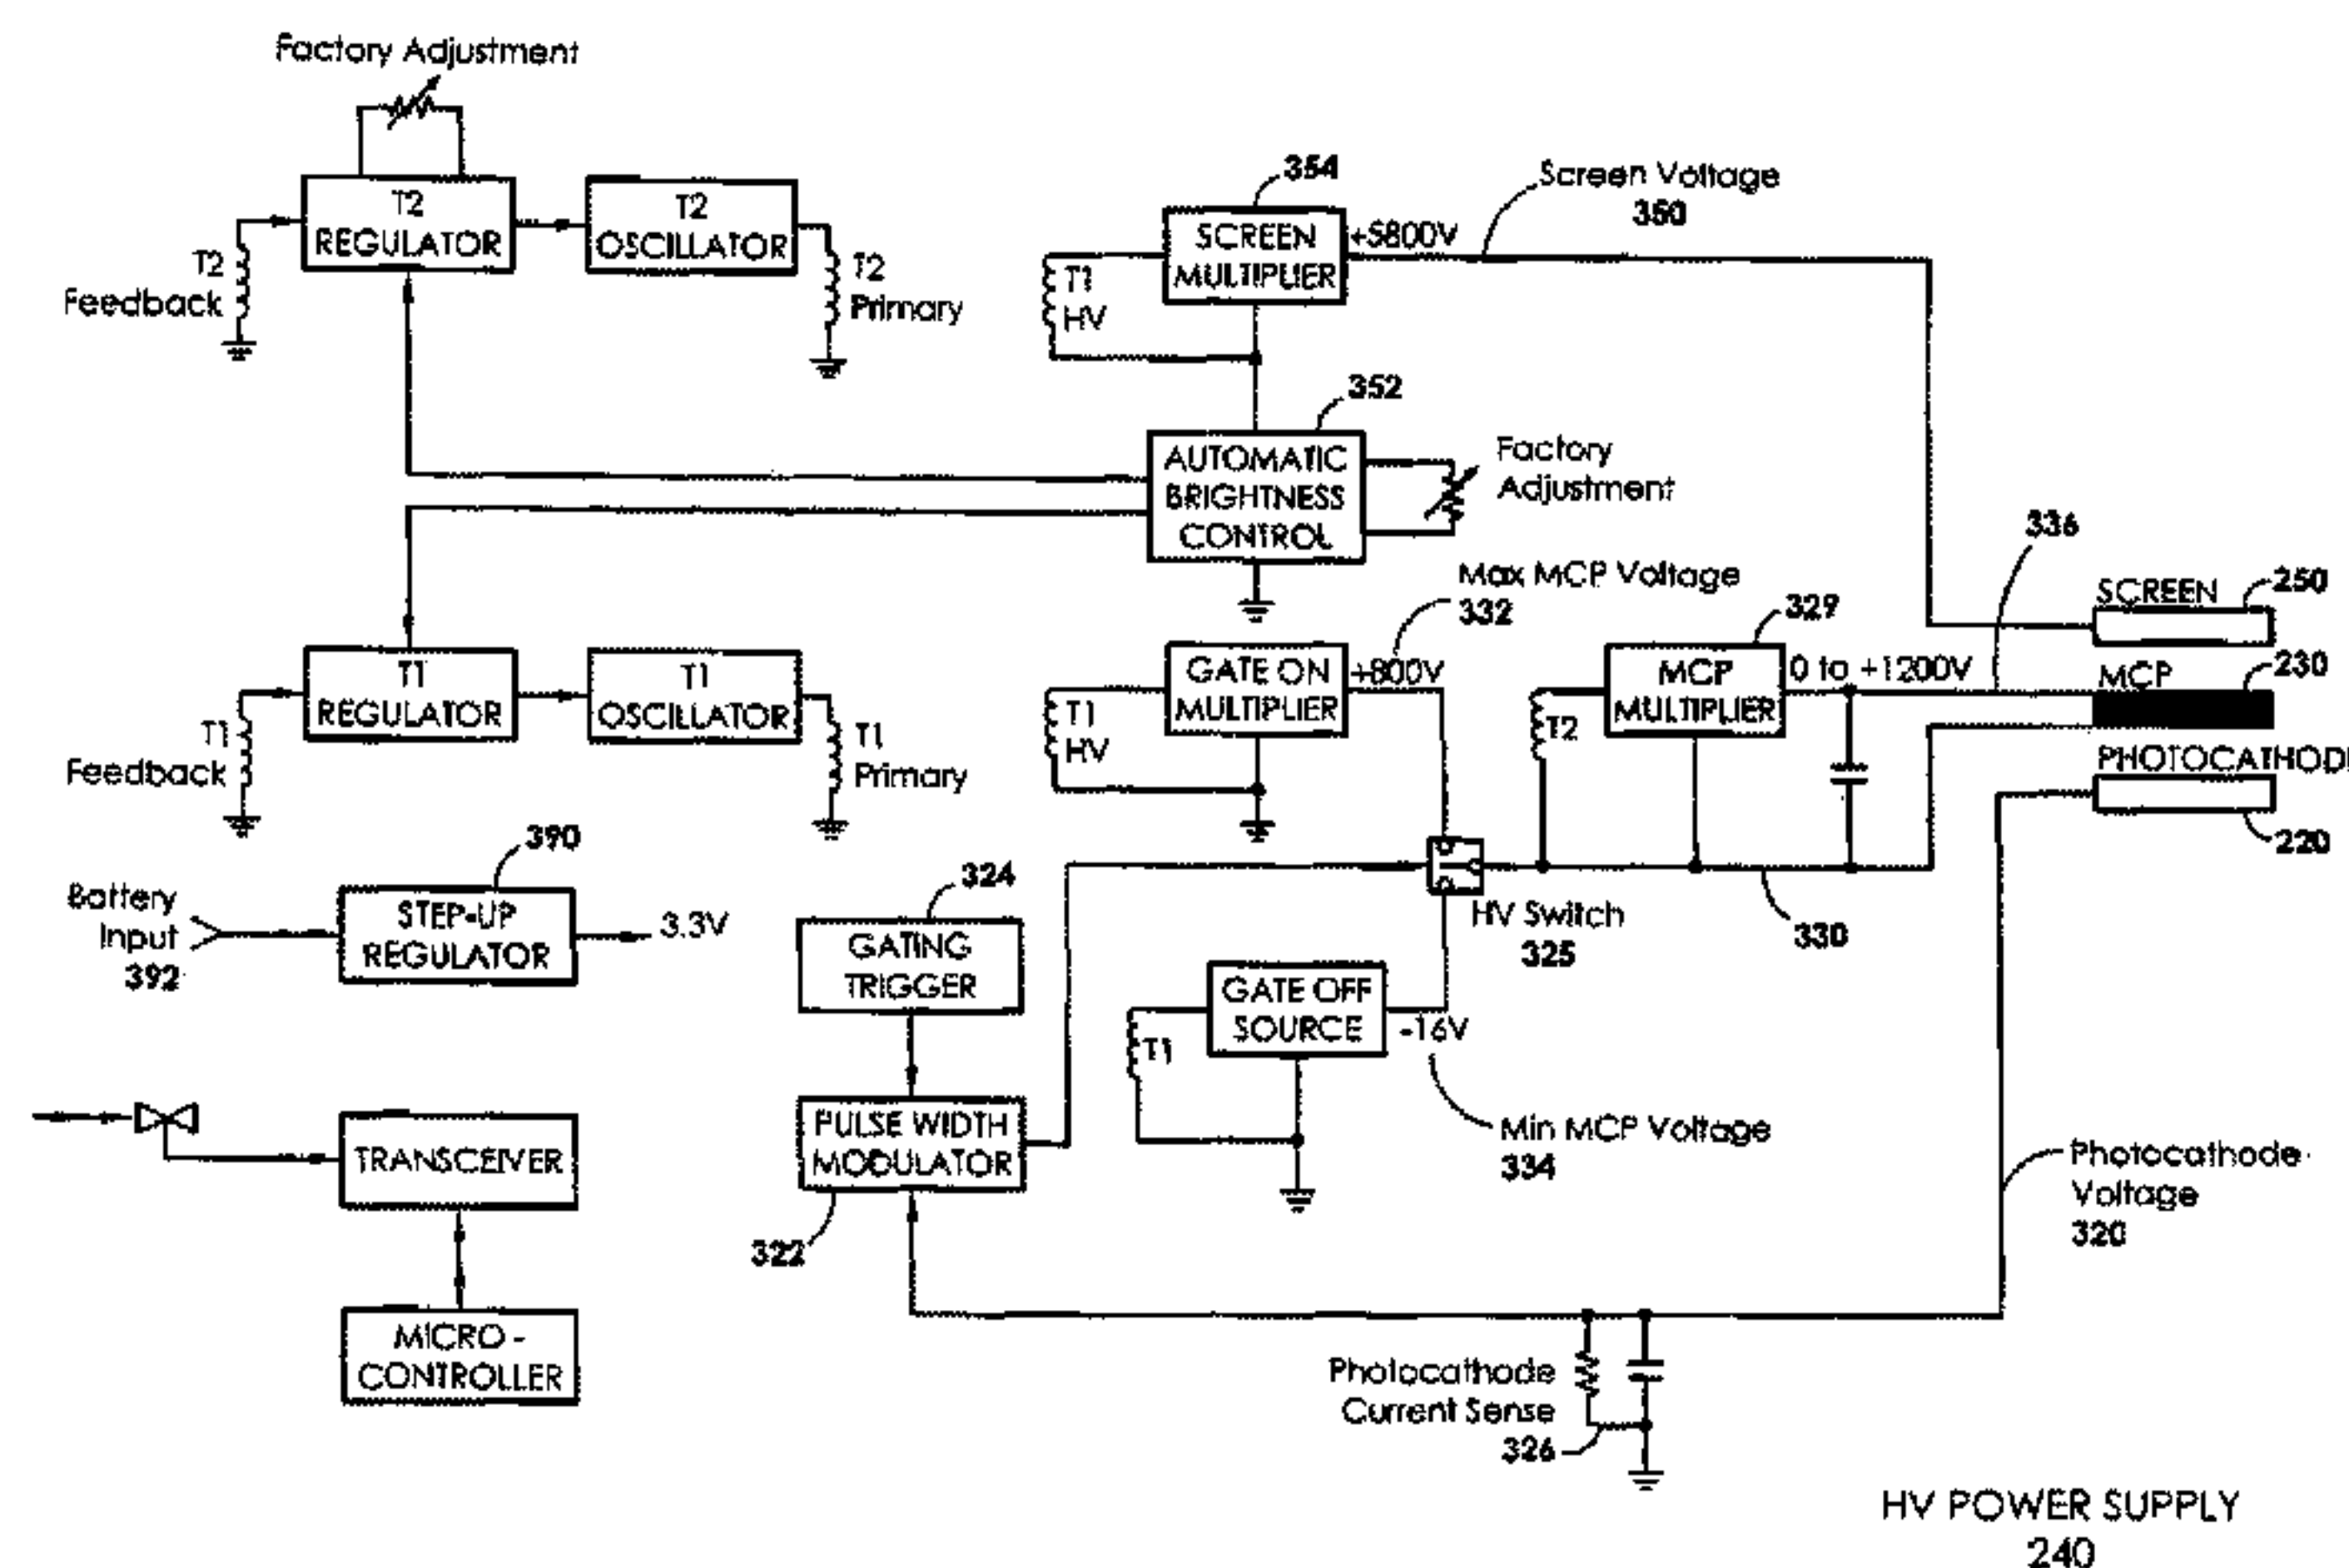 Factory Adjustment
T2
REGULATOR
T2
OSCILLATOR
T2
Feedback
T2
Primary
354
SCREEN
MULTIPLIER
+5800V
Screen Voltage
350
T1
HV
352
AUTOMATIC
BRIGHTNESS
CONTROL
Factory
Adjustment
T1
REGULATOR
T1
OSCILLATOR
T1
Feedback
T1
Primary
Max MCP Voltage
332
GATE ON
MULTIPLIER
+800V
T1
HV
329
MCP
MULTIPLIER
0 to +1200V
T2
336
SCREEN
250
MCP
230
PHOTOCATHODE
220
390
Battery
Input
392
STEP-UP
REGULATOR
3.3V
324
GATING
TRIGGER
HV Switch
325
330
GATE OFF
SOURCE
-16V
T1
Min MCP Voltage
334
TRANSCEIVER
PULSE WIDTH
MODULATOR
322
Photocathode
Voltage
320
MICRO -
CONTROLLER
Photocathode
Current Sense
326
HV POWER SUPPLY
240